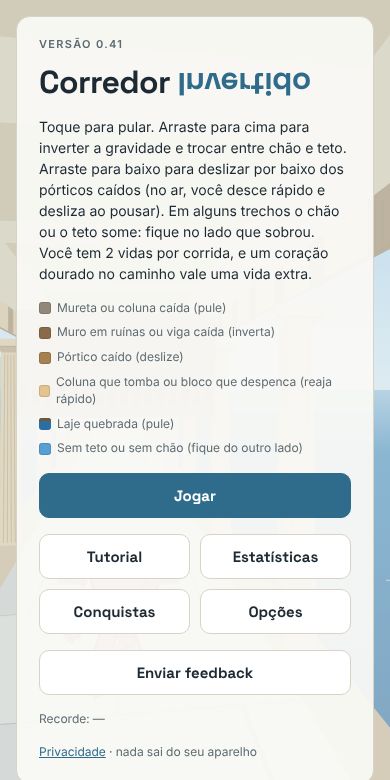 VERSÃO 0.41
Corredor Invertido
Toque para pular. Arraste para cima para
inverter a gravidade e trocar entre chão e teto.
Arraste para baixo para deslizar por baixo dos
pórticos caídos (no ar, você desce rápido e
desliza ao pousar). Em alguns trechos o chão
ou o teto some: fique no lado que sobrou.
Você tem 2 vidas por corrida, e um coração
dourado no caminho vale uma vida extra.
Mureta ou coluna caída (pule)
Muro em ruínas ou viga caída (inverta)
Pórtico caído (deslize)
Coluna que tomba ou bloco que despenca (reaja
rápido)
Laje quebrada (pule)
Sem teto ou sem chão (fique do outro lado)
Jogar
Tutorial
Estatísticas
Conquistas
Opções
Enviar feedback
Recorde: —
Privacidade · nada sai do seu aparelho